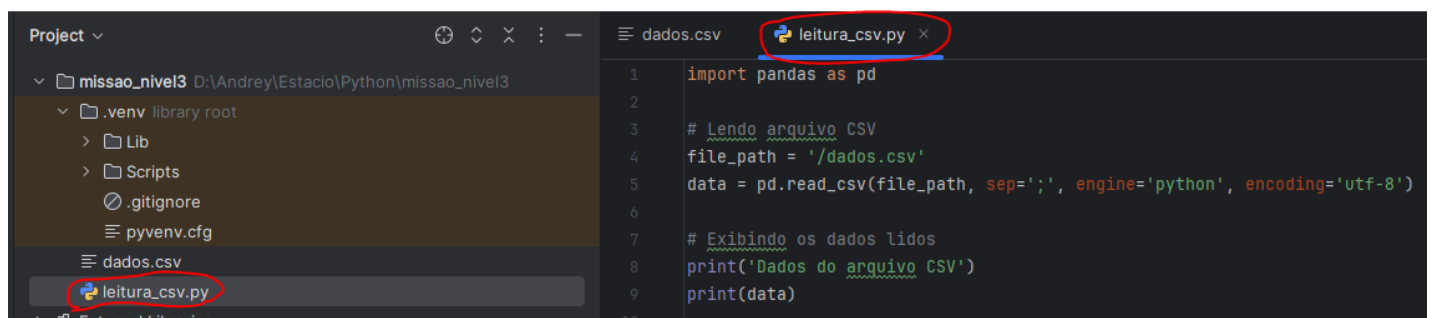 Project
missao_nivel3 D:\Andrey\Estacio\Python\missao_nivel3
.venv library root
Lib
Scripts
.gitignore
pyvenv.cfg
dados.csv
leitura_csv.py
dados.csv leitura_csv.py
1 import pandas as pd
2
3 # Lendo arquivo CSV
4 file_path = '/dados.csv'
5 data = pd.read_csv(file_path, sep=';', engine='python', encoding='utf-8')
6
7 # Exibindo os dados lidos
8 print('Dados do arquivo CSV')
9 print(data)